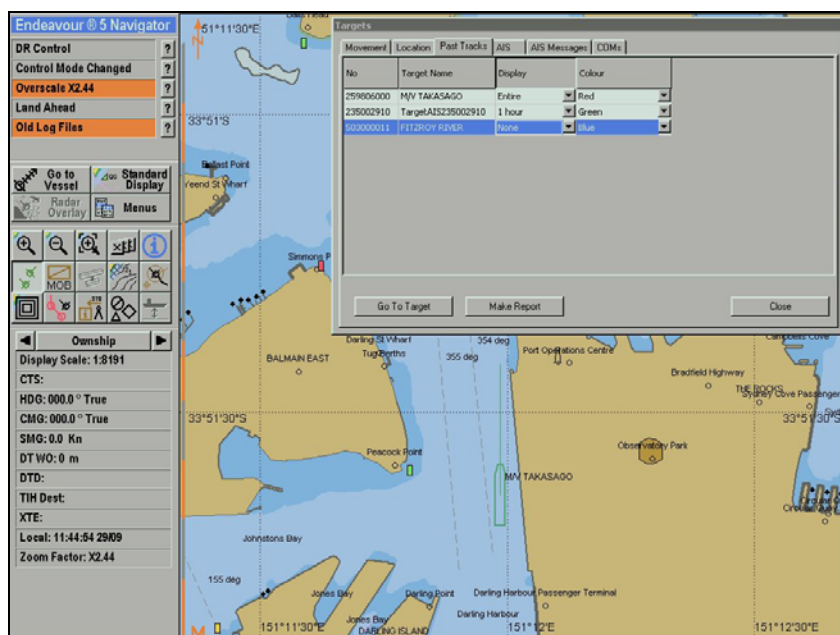 Endeavour ® 5 Navigator
DR Control ?
Control Mode Changed ?
Overscale X2.44 ?
Land Ahead ?
Old Log Files ?
Go to Vessel
Standard Display
Radar Overlay
Menus
MOB
Ownship
Display Scale: 1:8191
CTS:
HDG: 000.0 ° True
CMG: 000.0 ° True
SMG: 0.0 Kn
DT WO: 0 m
DTD:
TIH Dest:
XTE:
Local: 11:44:54 29/09
Zoom Factor: X2.44
Targets
Movement Location Past Tracks AIS AIS Messages COMs
No Target Name Display Colour
259806000 M/V TAKASAGO Entire Red
235002910 TargetAIS235002910 1 hour Green
503000011 FITZROY RIVER None Blue
Go To Target Make Report Close
151°11'30"E
N
33°51'S
Ballast Point
Yeend St Wharf
Simmons P
Darling St Wharf
Tug Berths
BALMAIN EAST
354 deg
355 deg
Port Operations Centre
Campbells Cove
Bradfield Highway
THE ROCKS
Sydney Cove Passenger
33°51'30"S
33°51'30"S
Observatory Park
Peacock Point
M/V TAKASAGO
Johnstons Bay
155 deg
Jones Bay
Darling Point
Darling Harbour Passenger Terminal
Darling Harbour
Jones Bay
DARLING ISLAND
M
151°11'30"E
151°12'E
151°12'30"E